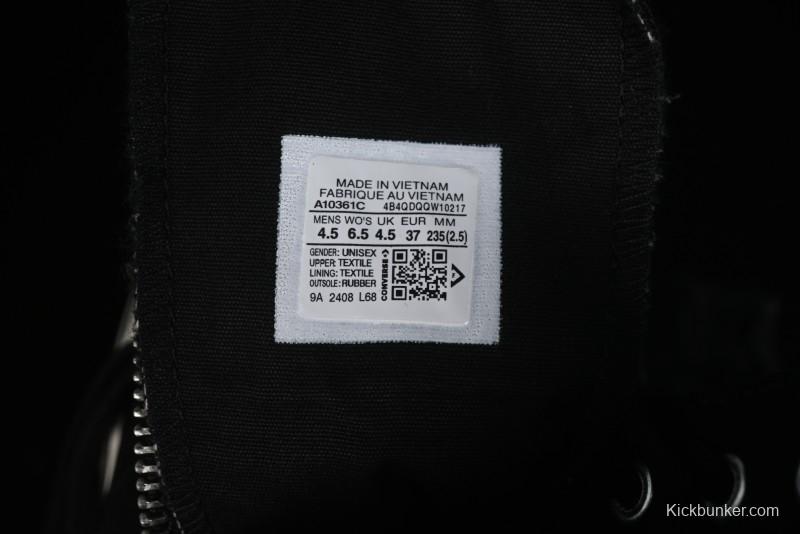 MADE IN VIETNAM
FABRIQUE AU VIETNAM
A10361C 4B4QDQQW10217
MENS WO'S UK EUR MM
4.5 6.5 4.5 37 235(2.5)
GENDER: UNISEX
UPPER: TEXTILE
LINING: TEXTILE
OUTSOLE: RUBBER
9A 2408 L68
CONVERSE
Kickbunker.com